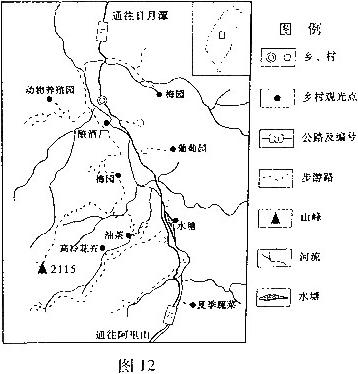 通往日月潭
图 例
乡、村
动物养殖园
梅园
乡村观光点
酿酒厂
公路及编号
葡萄园
梅园
步游路
山峰
水塘
油菜
高冷花卉
河流
2115
水塘
夏季蔬菜
通往阿里山
图 J2